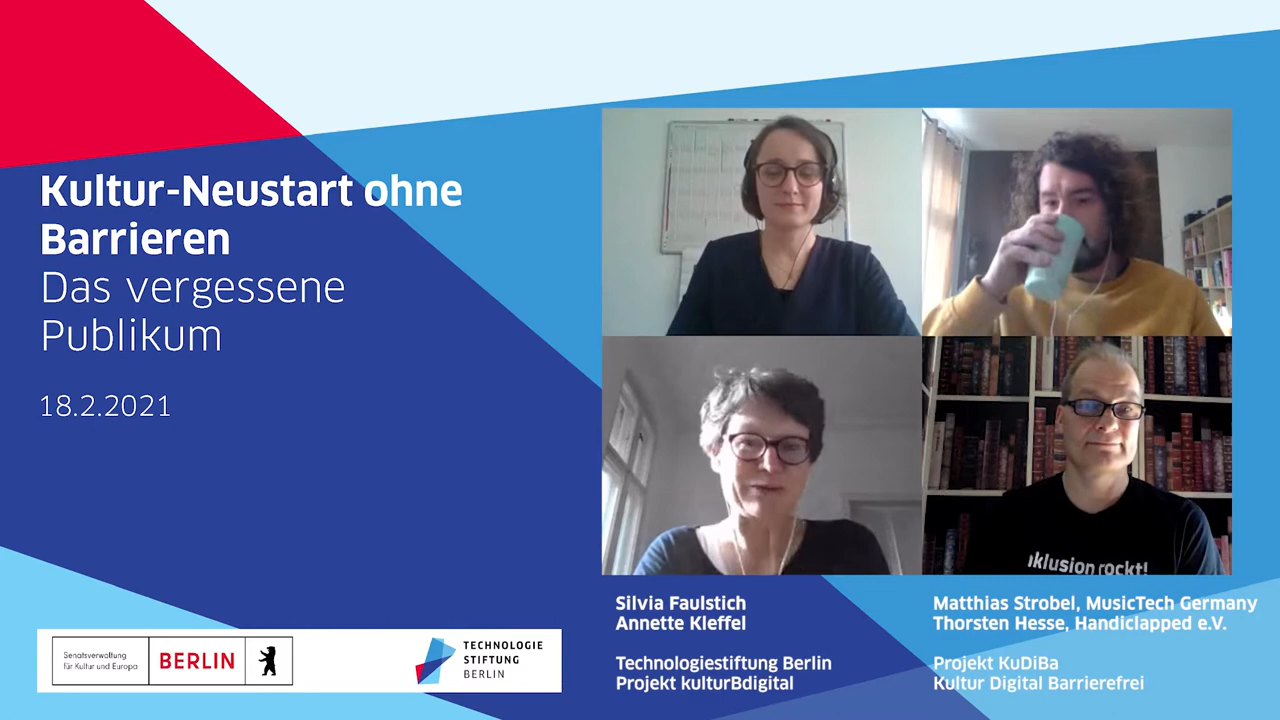 Kultur-Neustart ohne
Barrieren
Das vergessene
Publikum
18.2.2021
nklusion rockt!
Silvia Faulstich
Annette Kleffel
Technologiestiftung Berlin
Projekt kulturBdigital
Matthias Strobel, MusicTech Germany
Thorsten Hesse, Handiclapped e.V.
Projekt KuDiBa
Kultur Digital Barrierefrei
Senatsverwaltung
für Kultur und Europa
BERLIN
TECHNOLOGIE
STIFTUNG
BERLIN